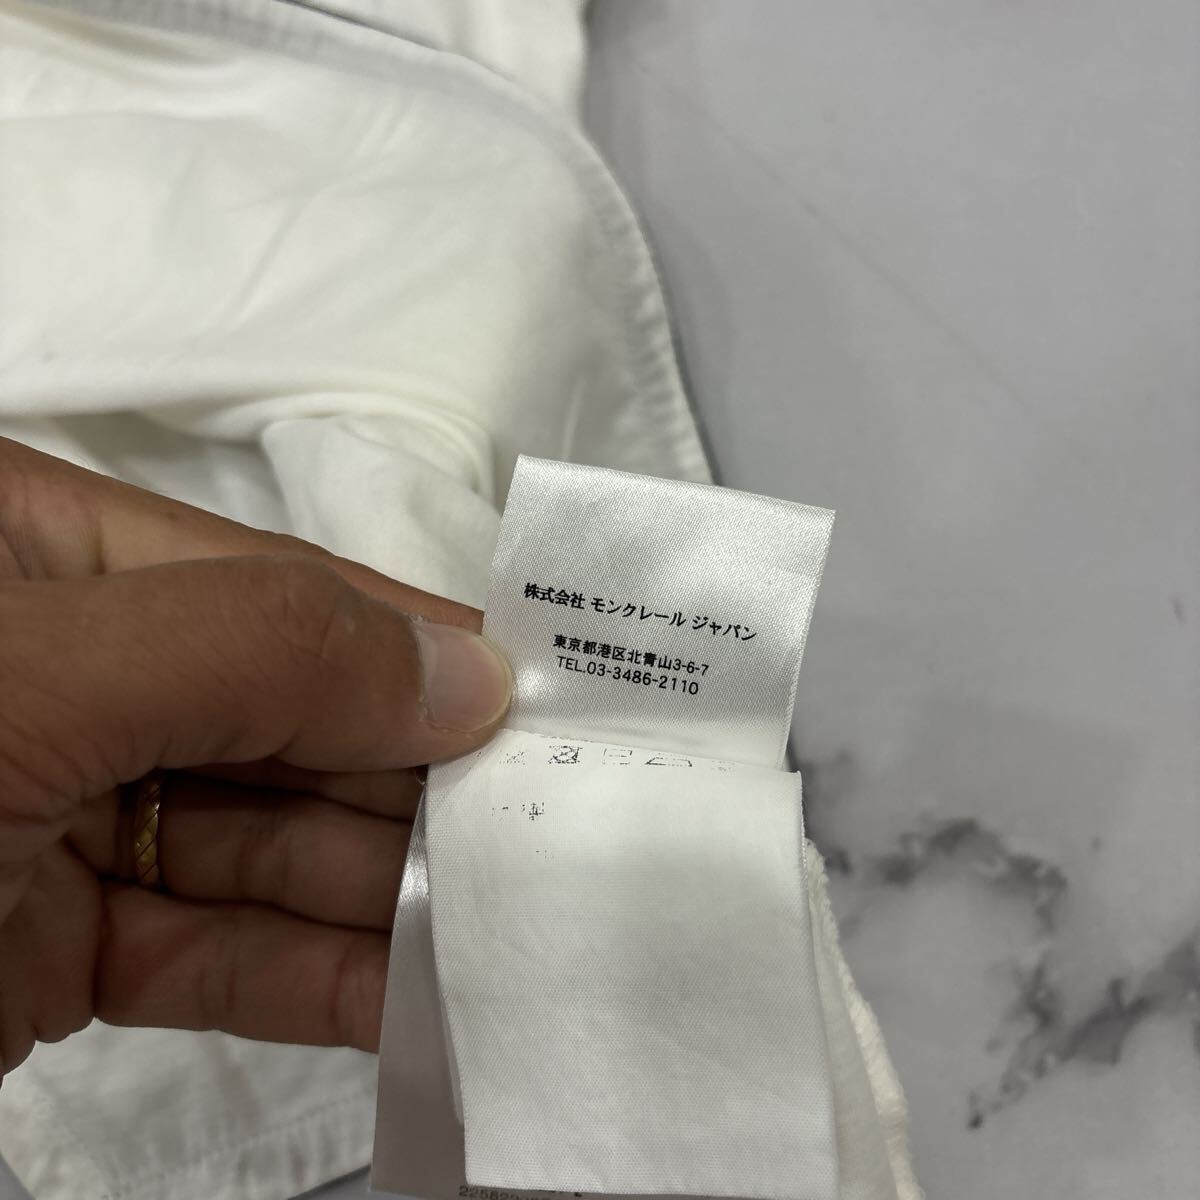 株式会社 モンクレール ジャパン
東京都港区北青山3-6-7
TEL.03-3486-2110